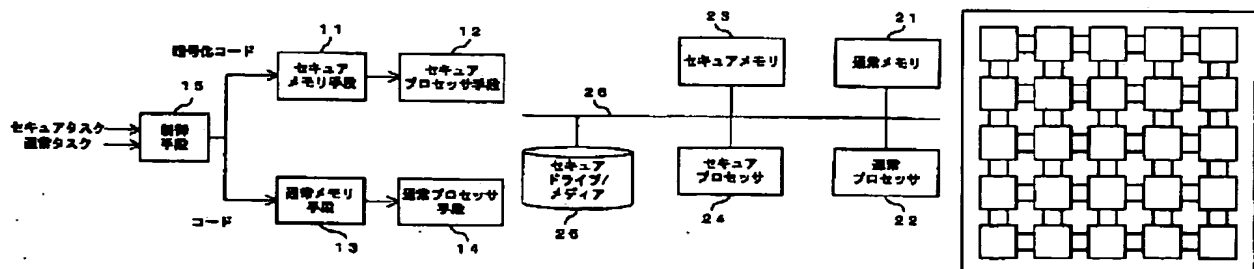 暗号化コード
11
セキュア
メモリ手段
12
セキュア
プロセッサ手段
15
セキュアタスク
通常タスク
制御
手段
通常メモリ
手段
コード
13
通常プロセッサ
手段
14
23
セキュアメモリ
21
通常メモリ
26
セキュア
ドライブ/
メディア
25
セキュア
プロセッサ
24
通常
プロセッサ
22